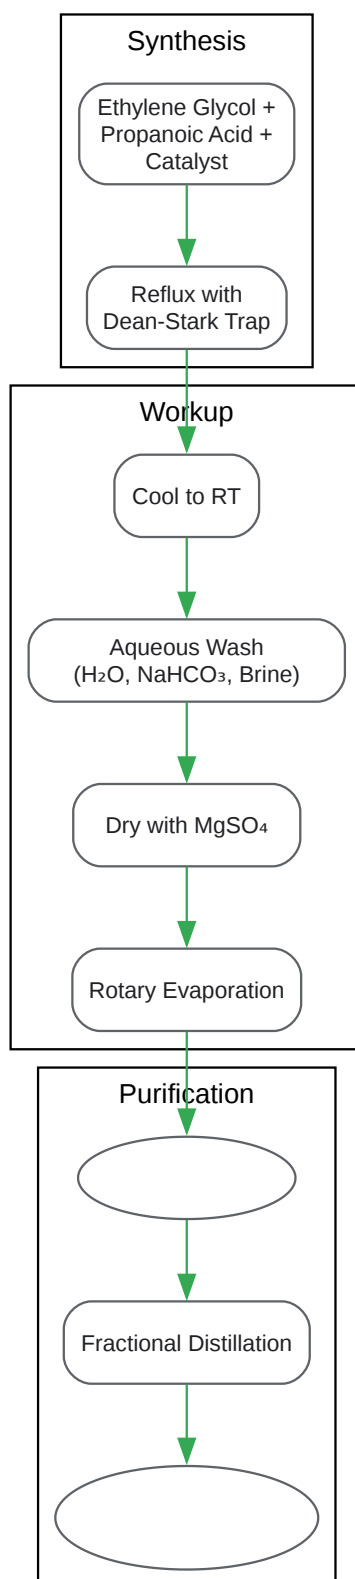 Synthesis
Ethylene Glycol +
Propanoic Acid +
Catalyst
Reflux with
Dean-Stark Trap
Workup
Cool to RT
Aqueous Wash
(H₂O, NaHCO₃, Brine)
Dry with MgSO₄
Rotary Evaporation
Purification
Fractional Distillation